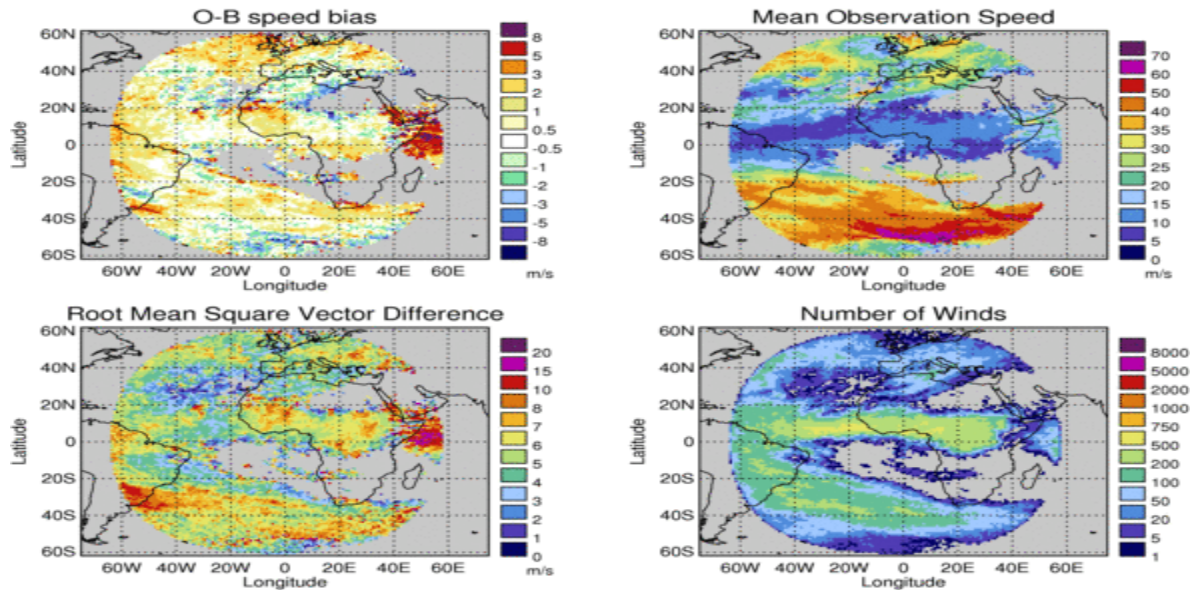 O-B speed bias
60N
40N
20N
0
20S
40S
60S
Latitude
60W 40W 20W 0 20E 40E 60E
Longitude
8
5
3
2
1
0.5
-0.5
-1
-2
-3
-5
-8
m/s
Mean Observation Speed
60N
40N
20N
0
20S
40S
60S
Latitude
60W 40W 20W 0 20E 40E 60E
Longitude
70
60
50
40
35
30
25
20
15
10
5
0
m/s
Root Mean Square Vector Difference
60N
40N
20N
0
20S
40S
60S
Latitude
60W 40W 20W 0 20E 40E 60E
Longitude
20
15
10
8
7
6
5
4
3
2
1
0
m/s
Number of Winds
60N
40N
20N
0
20S
40S
60S
Latitude
60W 40W 20W 0 20E 40E 60E
Longitude
8000
5000
2000
1000
750
500
200
100
50
20
5
1